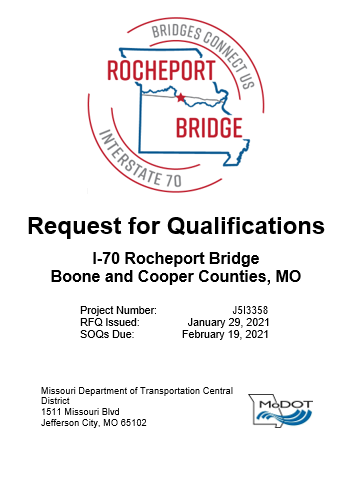 BRIDGES CONNECT US
ROCHEPORT
BRIDGE
INTERSTATE 70
Request for Qualifications
I-70 Rocheport Bridge
Boone and Cooper Counties, MO
Project Number: J5I3358
RFQ Issued: January 29, 2021
SOQs Due: February 19, 2021
Missouri Department of Transportation Central
District
1511 Missouri Blvd
Jefferson City, MO 65102
MoDOT